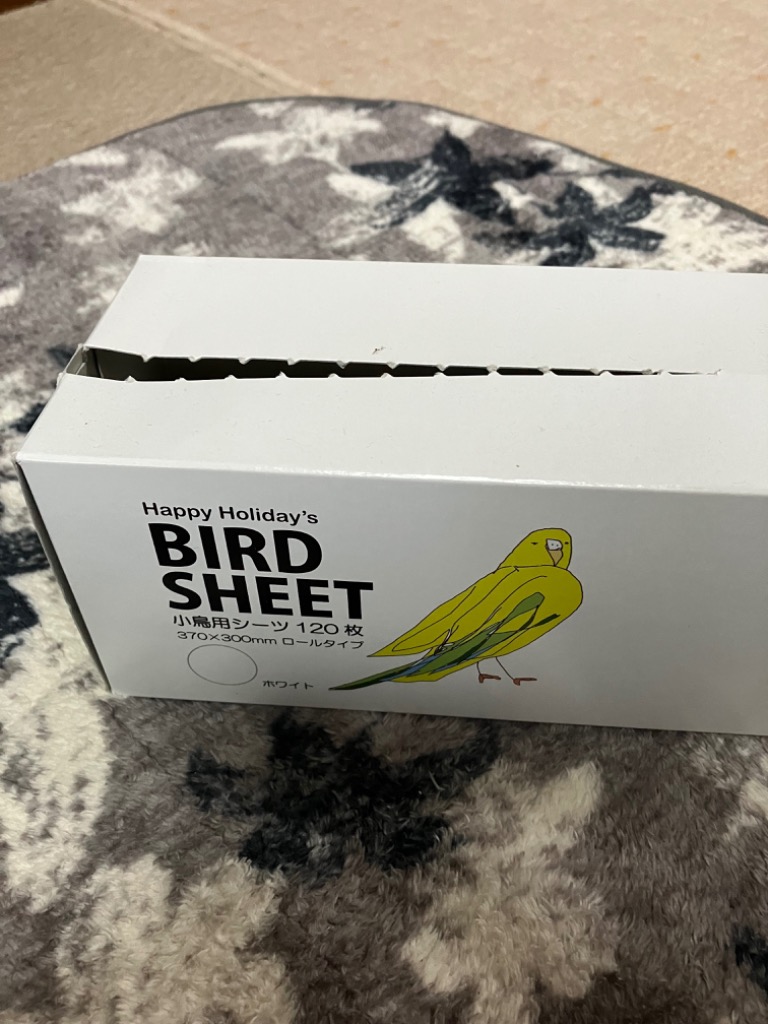 Happy Holiday's
BIRD
SHEET
小鳥用シーツ 120 枚
370×300mm ロールタイプ
ホワイト